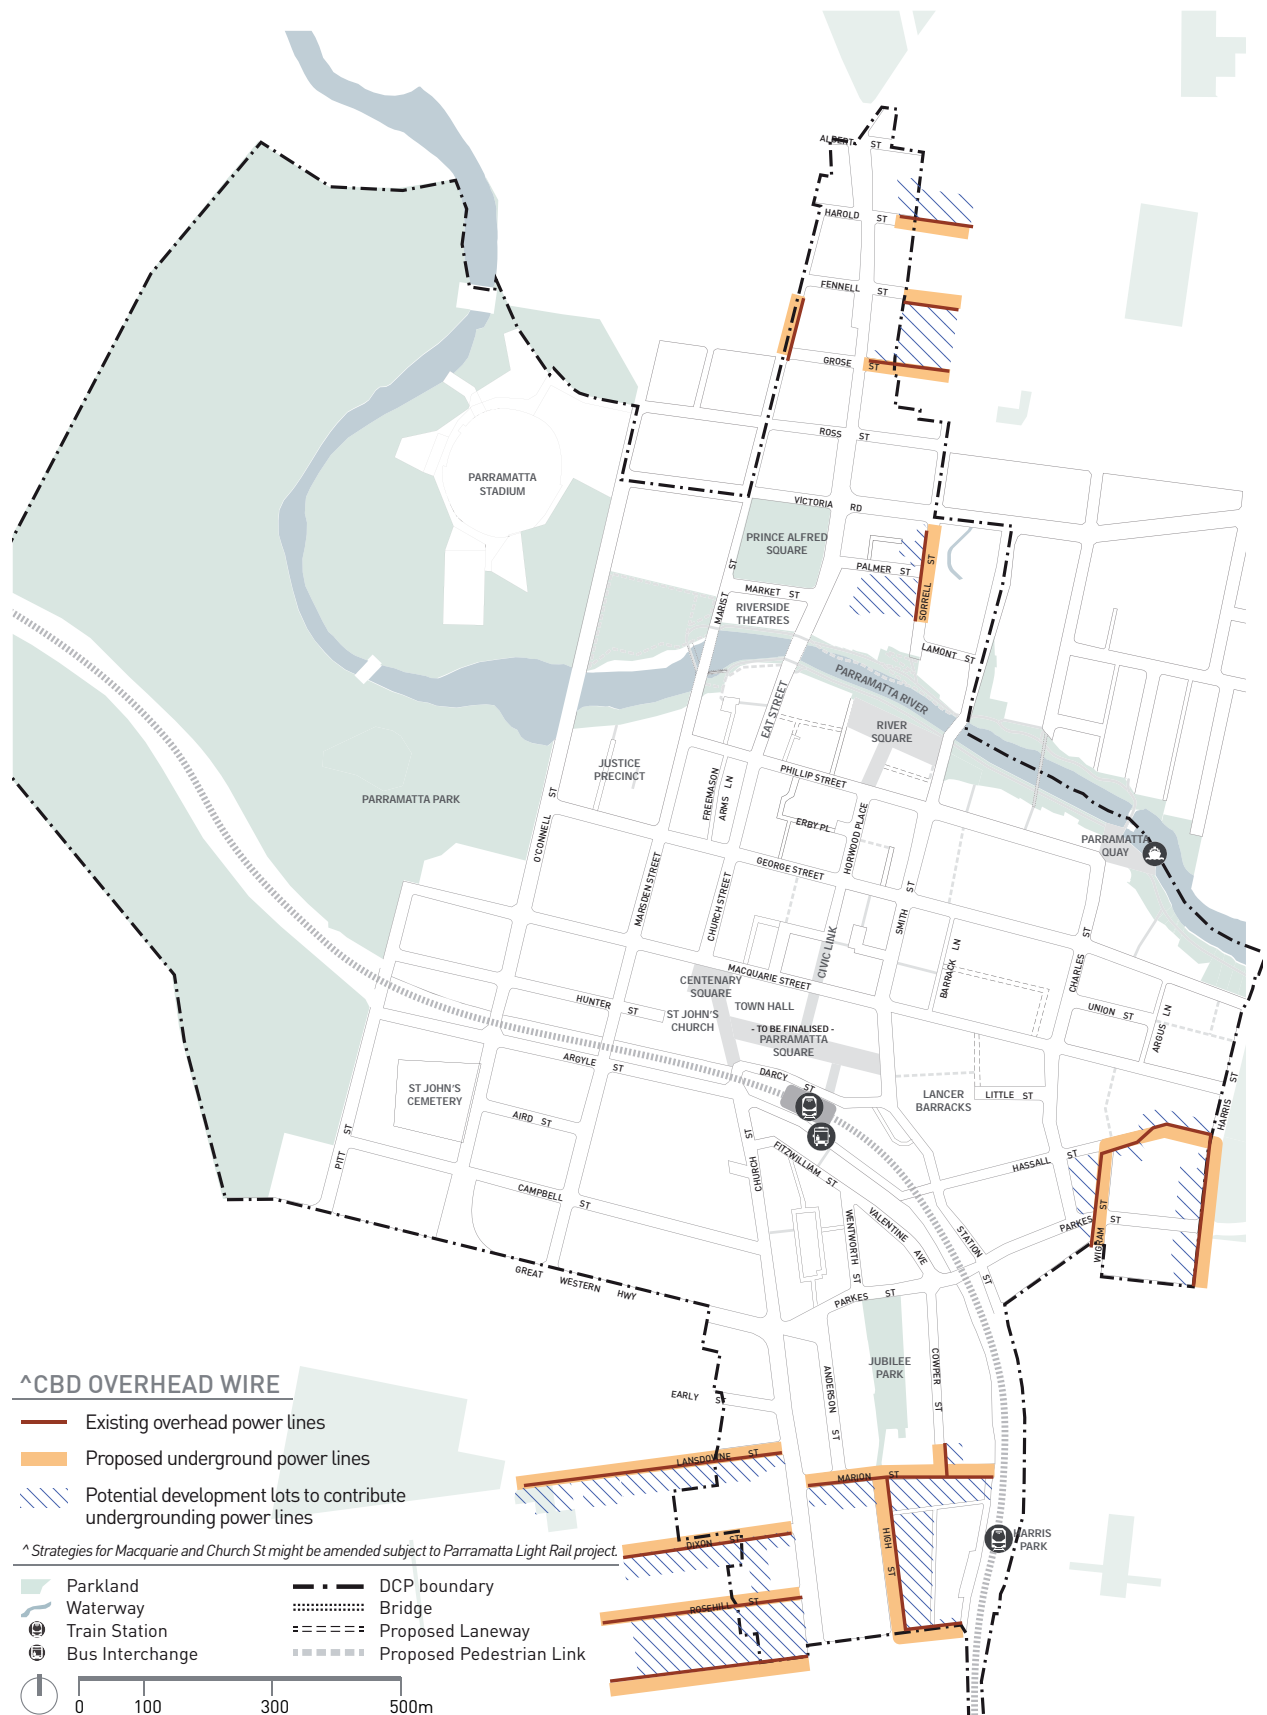 ALBERT ST
HAROLD ST
FENNELL ST
GROSE ST
ROSS ST
PARRAMATTA
STADIUM
VICTORIA RD
PRINCE ALFRED
SQUARE
PALMER ST
SORRELL ST
MARKET ST
MARIST ST
RIVERSIDE
THEATRES
LAMONT ST
PARRAMATTA RIVER
EAT STREET
RIVER
SQUARE
JUSTICE
PRECINCT
PHILLIP STREET
PARRAMATTA PARK
FREEMASON
ARMS LN
O'CONNELL ST
ERBY PL
HORWOOD PLACE
PARRAMATTA
QUAY
GEORGE STREET
MARSDEN STREET
CHURCH STREET
SMITH ST
CIVIC LINK
BARRACK LN
CHARLES ST
MACQUARIE STREET
CENTENARY
SQUARE
TOWN HALL
HUNTER ST
ST JOHN'S
CHURCH
- TO BE FINALISED -
PARRAMATTA
SQUARE
UNION ST
ARGUS LN
ARGYLE ST
DARCY ST
ST JOHN'S
CEMETERY
LANCER
BARRACKS
LITTLE ST
HARRIS ST
AIRD ST
PITT ST
CHURCH ST
FITZWILLIAM ST
HASSALL ST
CAMPBELL ST
WENTWORTH ST
VALENTINE AVE
STATION ST
PARKES ST
WIGRAM ST
GREAT WESTERN HWY
PARKES ST
JUBILEE
PARK
COWPER ST
ANDERSON ST
EARLY ST
LANSDOWNE ST
MARION ST
HIGH ST
HARRIS
PARK
DIXON ST
ROSEHILL ST
^CBD OVERHEAD WIRE
Existing overhead power lines
Proposed underground power lines
Potential development lots to contribute
undergrounding power lines
^ Strategies for Macquarie and Church St might be amended subject to Parramatta Light Rail project.
Parkland
Waterway
Train Station
Bus Interchange
DCP boundary
Bridge
Proposed Laneway
Proposed Pedestrian Link
0 100 300 500m